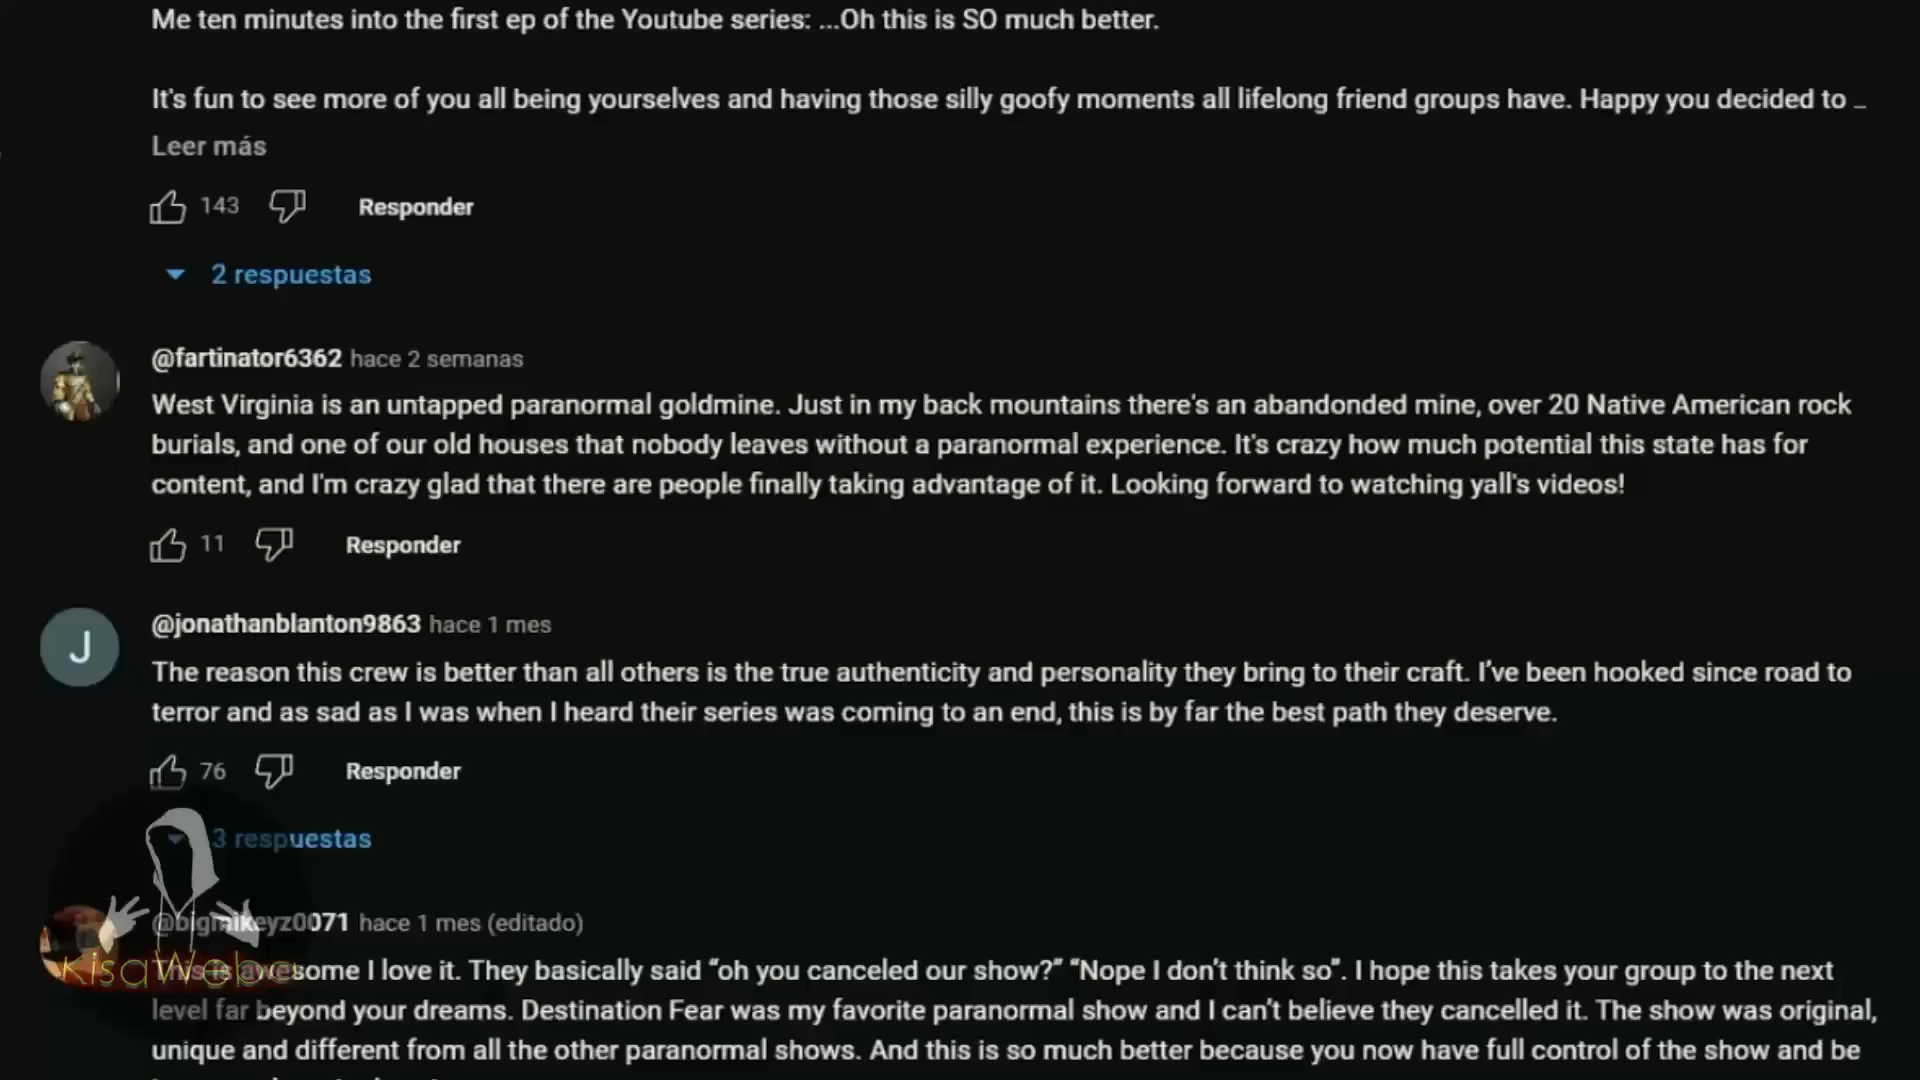 Me ten minutes into the first ep of the Youtube series: ...Oh this is SO much better.
It's fun to see more of you all being yourselves and having those silly goofy moments all lifelong friend groups have. Happy you decided to ...
Leer más
143 Responder
2 respuestas
@fartinator6362 hace 2 semanas
West Virginia is an untapped paranormal goldmine. Just in my back mountains there's an abandonded mine, over 20 Native American rock
burials, and one of our old houses that nobody leaves without a paranormal experience. It's crazy how much potential this state has for
content, and I'm crazy glad that there are people finally taking advantage of it. Looking forward to watching yall's videos!
11 Responder
J
@jonathanblanton9863 hace 1 mes
The reason this crew is better than all others is the true authenticity and personality they bring to their craft. I've been hooked since road to
terror and as sad as I was when I heard their series was coming to an end, this is by far the best path they deserve.
76 Responder
3 respuestas
@bigmikeyz0071 hace 1 mes (editado)
KisaWebc
This is awesome I love it. They basically said “oh you canceled our show?” “Nope I don't think so”. I hope this takes your group to the next
level far beyond your dreams. Destination Fear was my favorite paranormal show and I can't believe they cancelled it. The show was original,
unique and different from all the other paranormal shows. And this is so much better because you now have full control of the show and be